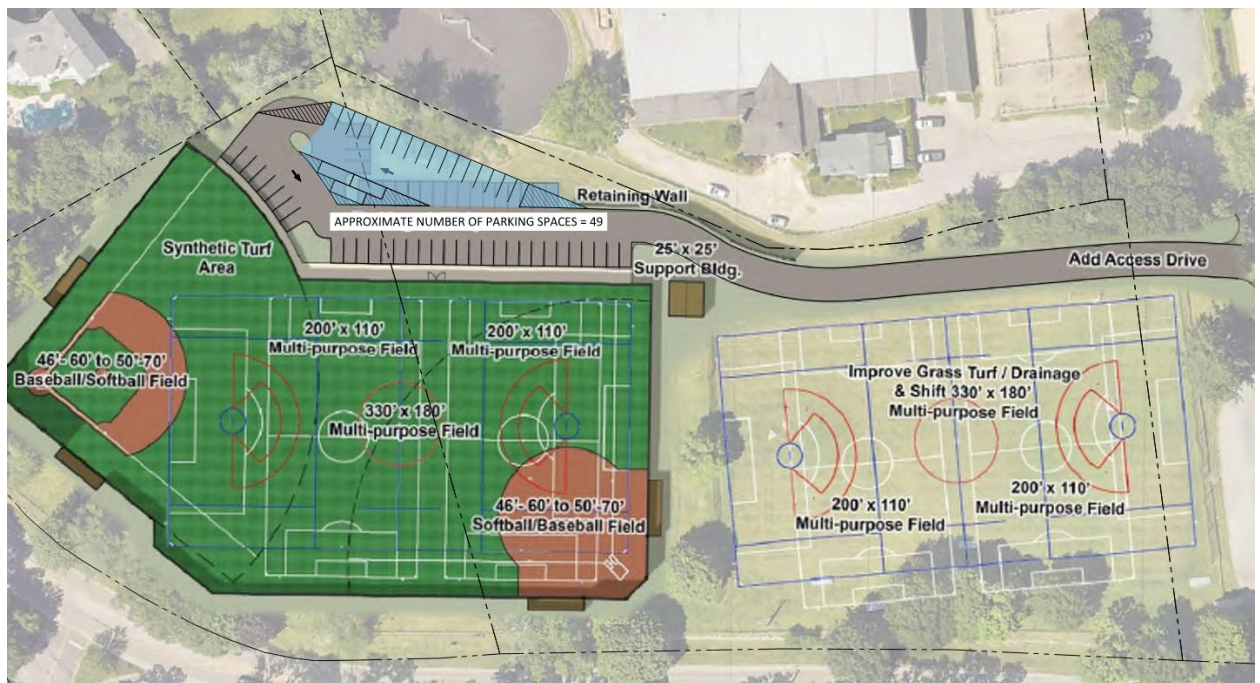 Retaining Wall
APPROXIMATE NUMBER OF PARKING SPACES = 49
Synthetic Turf
Area
25' x 25'
Support Bldg.
Add Access Drive
200' x 110'
Multi-purpose Field
200' x 110'
Multi-purpose Field
46'- 60' to 50'-70'
Baseball/Softball Field
330' x 180'
Multi-purpose Field
46'- 60' to 50'-70'
Softball/Baseball Field
Improve Grass Turf / Drainage
& Shift 330' x 180'
Multi-purpose Field
200' x 110'
Multi-purpose Field
200' x 110'
Multi-purpose Field